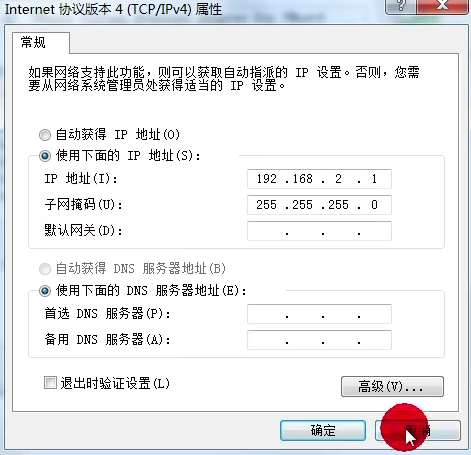 Internet 协议版本 4 (TCP/IPv4) 属性
常规
如果网络支持此功能，则可以获取自动指派的 IP 设置。否则，您需
要从网络系统管理员处获得适当的 IP 设置。
自动获得 IP 地址(O)
使用下面的 IP 地址(S):
IP 地址(I): 192 .168 . 2 . 1
子网掩码(U): 255 .255 .255 . 0
默认网关(D): . . .
自动获得 DNS 服务器地址(B)
使用下面的 DNS 服务器地址(E):
首选 DNS 服务器(P): . . .
备用 DNS 服务器(A): . . .
退出时验证设置(L)
高级(V)...
确定